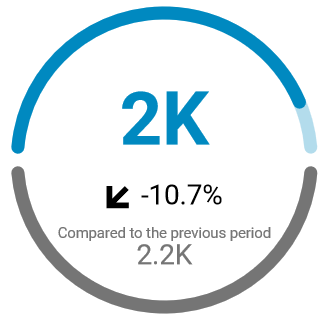 2K
-10.7%
Compared to the previous period
2.2K